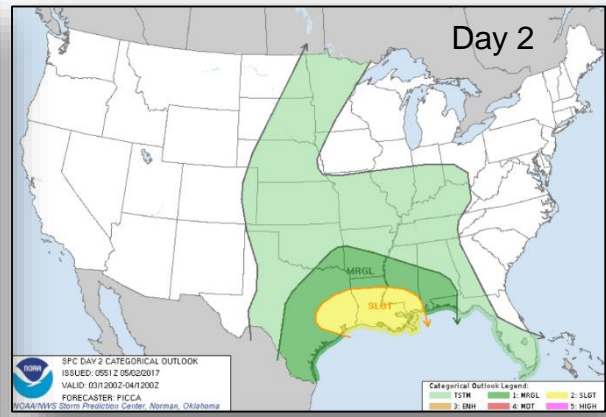 Day 2
MRGL
SLGT
NOAA
SPC DAY 2 CATEGORICAL OUTLOOK
ISSUED: 0551Z 05/02/2017
VALID: 03/1200Z-04/1200Z
FORECASTER: PICCA
NOAA/NWS Storm Prediction Center, Norman, Oklahoma
Categorical Outlook Legend:
TSTM 1: MRGL 2: SLGT
3: ENH 4: MDT 5: HIGH